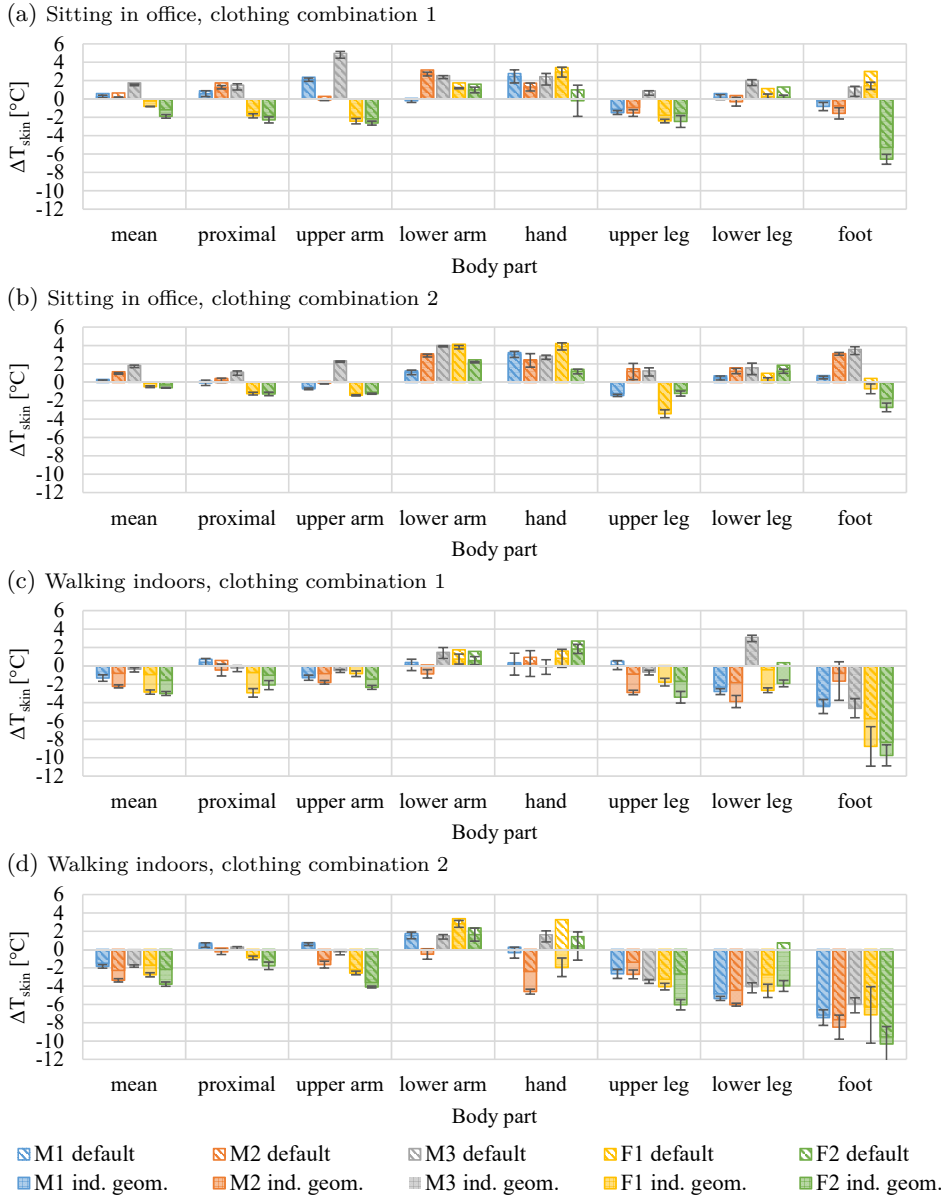 (a) Sitting in office, clothing combination 1
6
4
2
0
-2
-4
-6
-8
-10
-12
ΔT_skin [°C]
mean proximal upper arm lower arm hand upper leg lower leg foot
Body part
(b) Sitting in office, clothing combination 2
6
4
2
0
-2
-4
-6
-8
-10
-12
ΔT_skin [°C]
mean proximal upper arm lower arm hand upper leg lower leg foot
Body part
(c) Walking indoors, clothing combination 1
6
4
2
0
-2
-4
-6
-8
-10
-12
ΔT_skin [°C]
mean proximal upper arm lower arm hand upper leg lower leg foot
Body part
(d) Walking indoors, clothing combination 2
6
4
2
0
-2
-4
-6
-8
-10
-12
ΔT_skin [°C]
mean proximal upper arm lower arm hand upper leg lower leg foot
Body part
M1 default M2 default M3 default F1 default F2 default
M1 ind. geom. M2 ind. geom. M3 ind. geom. F1 ind. geom. F2 ind. geom.